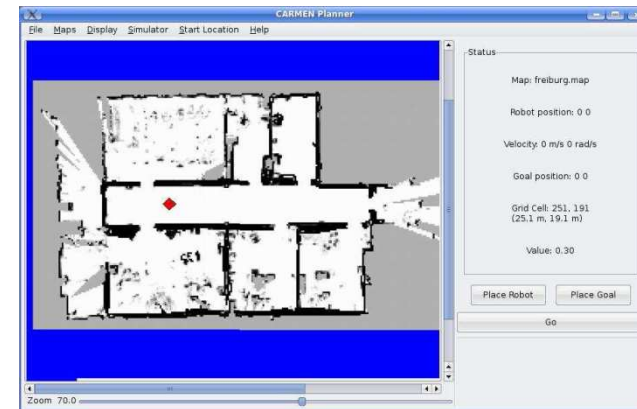 CARMEN Planner
File Maps Display Simulator Start Location Help
Status
Map: freiburg.map
Robot position: 0 0
Velocity: 0 m/s 0 rad/s
Goal position: 0 0
Grid Cell: 251, 191
(25.1 m, 19.1 m)
Value: 0.30
Place Robot Place Goal
Go
Zoom 70.0